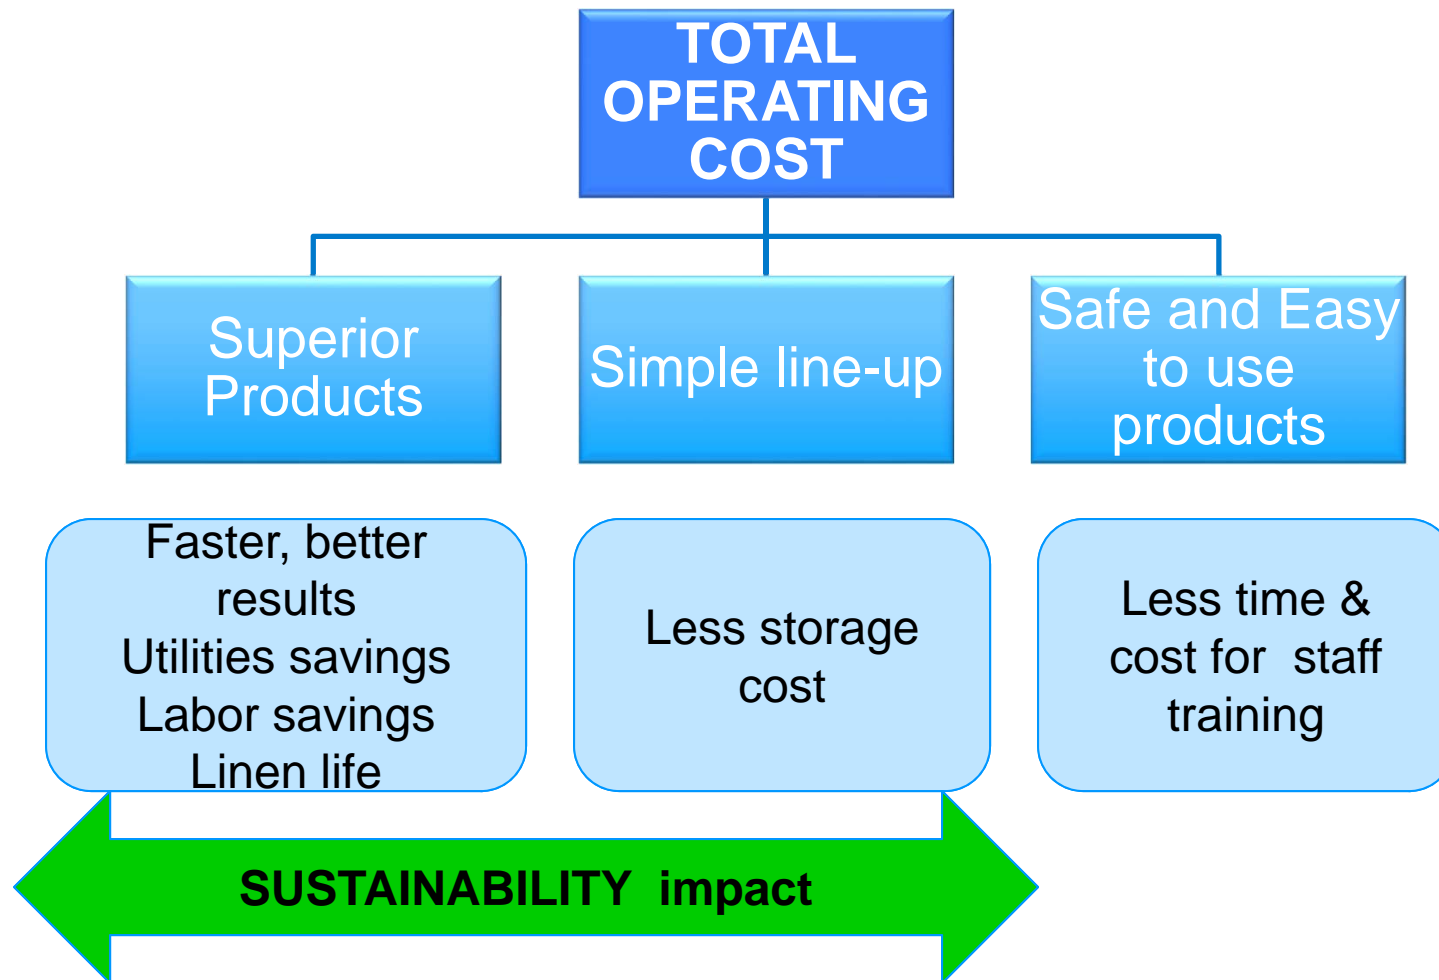 TOTAL
OPERATING
COST
Superior
Products
Simple line-up
Safe and Easy
to use
products
Faster, better
results
Utilities savings
Labor savings
Linen life
Less storage
cost
Less time &
cost for  staff
training
SUSTAINABILITY  impact